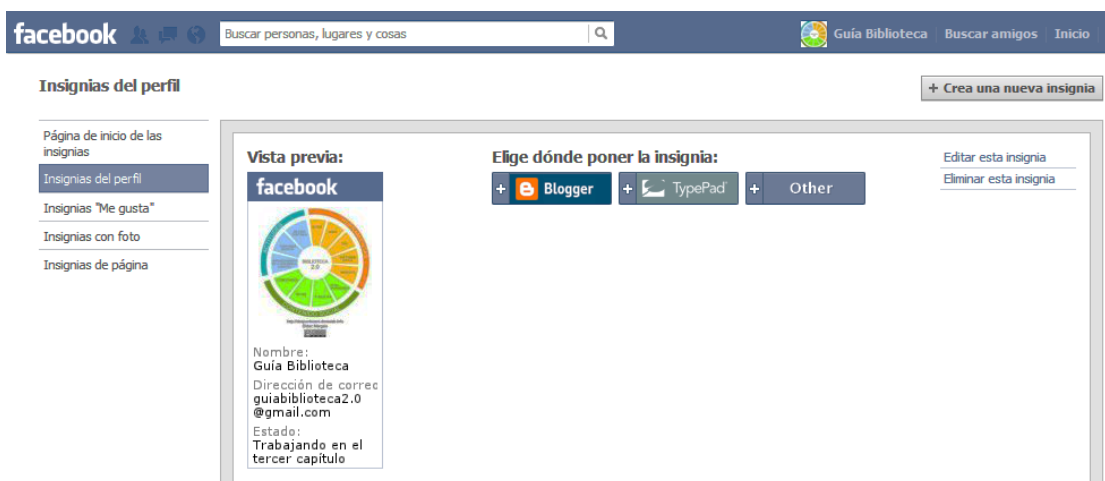 facebook
Buscar personas, lugares y cosas
Guía Biblioteca
Buscar amigos
Inicio
Insignias del perfil
+ Crea una nueva insignia
Página de inicio de las
insignias
Insignias del perfil
Insignias "Me gusta"
Insignias con foto
Insignias de página
Vista previa:
facebook
BIBLIOTECA
2.0
Nombre:
Guía Biblioteca
Dirección de correc
guiabiblioteca2.0
@gmail.com
Estado:
Trabajando en el
tercer capítulo
Elige dónde poner la insignia:
+ Blogger
+ TypePad
+ Other
Editar esta insignia
Eliminar esta insignia